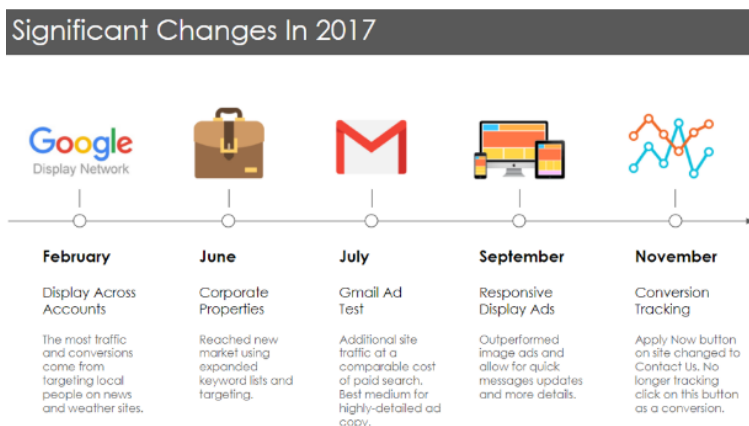 Significant Changes In 2017
Google
Display Network
February
Display Across
Accounts
The most traffic
and conversions
come from
targeting local
people on news
and weather sites.
June
Corporate
Properties
Reached new
market using
expanded
keyword lists and
targeting.
July
Gmail Ad
Test
Additional site
traffic at a
comparable cost
of paid search.
Best medium for
highly-detailed ad
copy.
September
Responsive
Display Ads
Outperformed
image ads and
allow for quick
messages updates
and more details.
November
Conversion
Tracking
Apply Now button
on site changed to
Contact Us. No
longer tracking
click on this button
as a conversion.